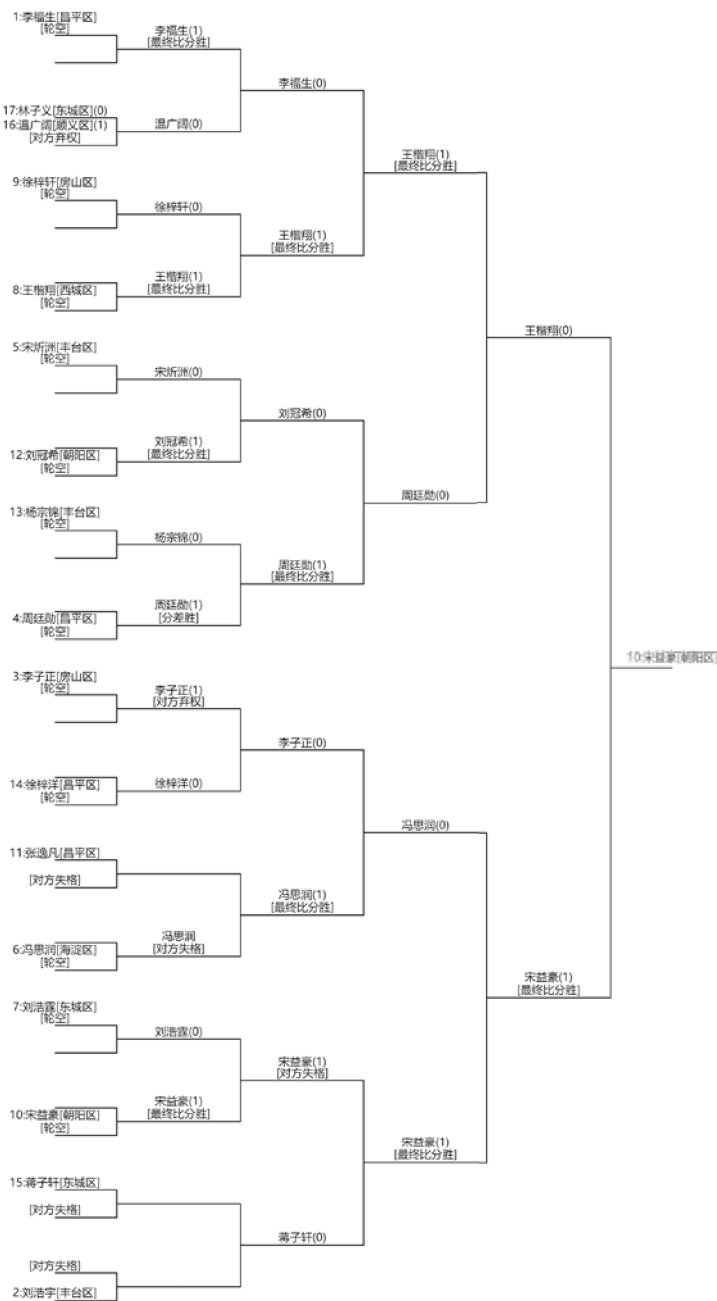 1:李福生[昌平区]
[轮空]
李福生(1)
[最终比分胜]
李福生(0)
17:林子义[东城区](0)
16:温广阔[顺义区](1)
[对方弃权]
温广阔(0)
王楷翔(1)
[最终比分胜]
9:徐梓轩[房山区]
[轮空]
徐梓轩(0)
王楷翔(1)
[最终比分胜]
8:王楷翔[西城区]
[轮空]
王楷翔(1)
[最终比分胜]
王楷翔(0)
5:宋炘洲[丰台区]
[轮空]
宋炘洲(0)
刘冠希(0)
12:刘冠希[朝阳区]
[轮空]
刘冠希(1)
[最终比分胜]
周廷勋(0)
13:杨宗锦[丰台区]
[轮空]
杨宗锦(0)
周廷勋(1)
[最终比分胜]
4:周廷勋[昌平区]
[轮空]
周廷勋(1)
[分差胜]
10:宋益豪[朝阳区]
3:李子正[房山区]
[轮空]
李子正(1)
[对方弃权]
李子正(0)
14:徐梓洋[昌平区]
[轮空]
徐梓洋(0)
冯思润(0)
11:张逸凡[昌平区]
[对方失格]
冯思润(1)
[最终比分胜]
6:冯思润[海淀区]
[轮空]
冯思润
[对方失格]
宋益豪(1)
[最终比分胜]
7:刘浩霆[东城区]
[轮空]
刘浩霆(0)
宋益豪(1)
[对方失格]
10:宋益豪[朝阳区]
[轮空]
宋益豪(1)
[最终比分胜]
宋益豪(1)
[最终比分胜]
15:蒋子轩[东城区]
[对方失格]
蒋子轩(0)
[对方失格]
2:刘浩宇[丰台区]